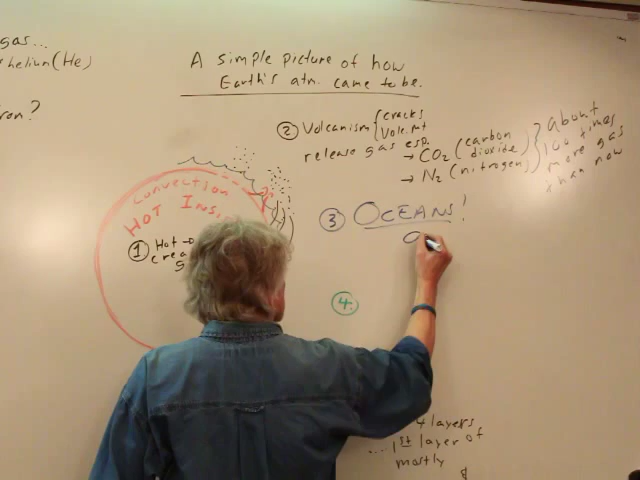 gas...
helium (He)
A simple picture of how
Earth's atm. came to be.
② Volcanism { cracks
Volc. mt
release gas esp.
→ CO2 (carbon dioxide)
→ N2 (nitrogen)
} about
100 times
more gas
than now
Convection
HOT INS.
① Hot
crea
③ OCEANS!
4.
4 layers
.... 1st layer of
mostly